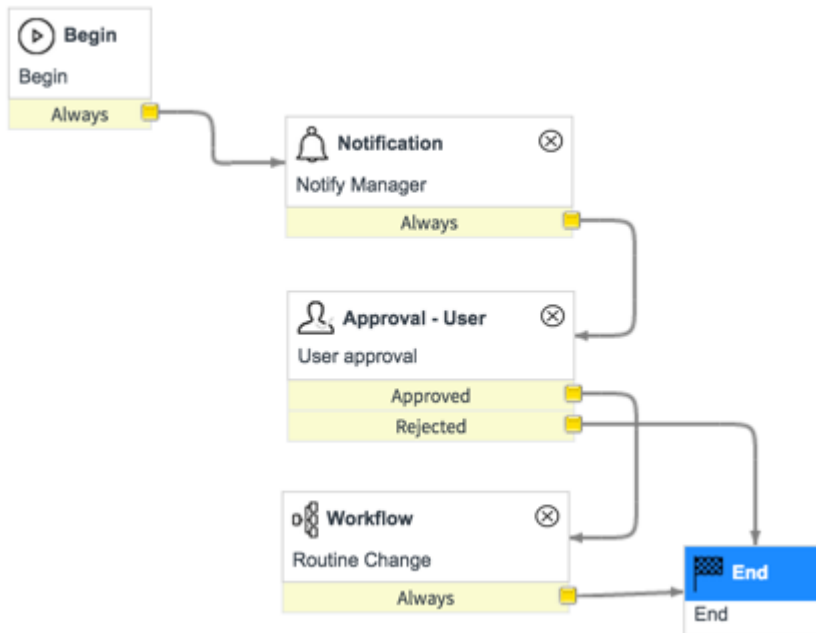 Begin
Begin
Always
Notification
Notify Manager
Always
Approval - User
User approval
Approved
Rejected
Workflow
Routine Change
Always
End
End